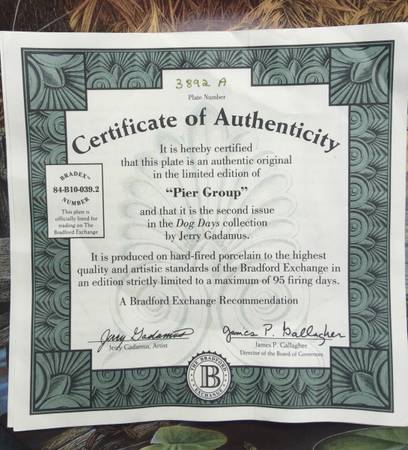 3892 A
Plate Number
Certificate of Authenticity
It is hereby certified
that this plate is an authentic original
in the limited edition of
"Pier Group"
and that it is the second issue
in the Dog Days collection
by Jerry Gadamus.
BRADEX™
84-B10-039.2
NUMBER
This plate is
officially listed for
trading on The
Bradford Exchange
It is produced on hard-fired porcelain to the highest
quality and artistic standards of the Bradford Exchange in
an edition strictly limited to a maximum of 95 firing days.
A Bradford Exchange Recommendation
Jerry Gadamus
Jerry Gadamus, Artist
James P. Gallagher
James P. Gallagher
Director of the Board of Governors
THE BRADFORD
B
EXCHANGE